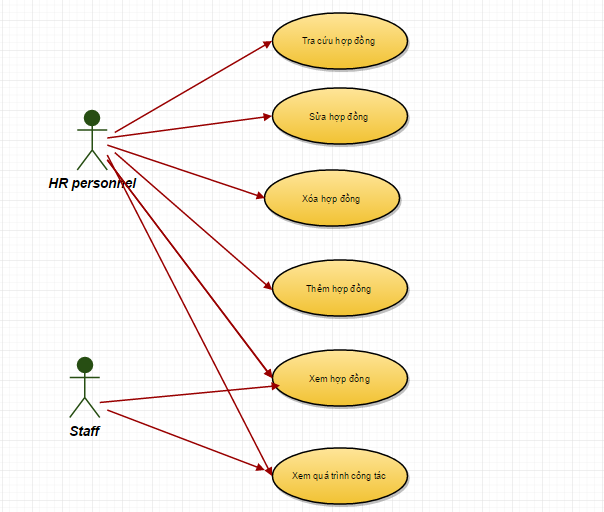 Tra cứu hợp đồng
Sửa hợp đồng
HR personnel
Xóa hợp đồng
Thêm hợp đồng
Xem hợp đồng
Staff
Xem quá trình công tác